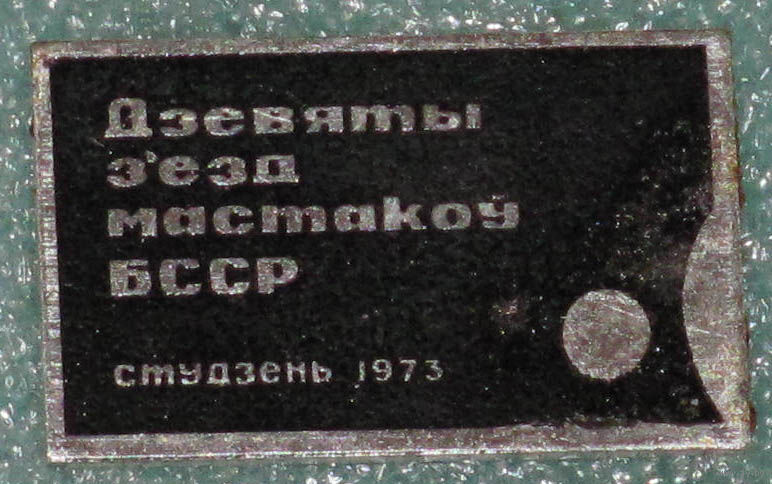 Дзевяты
з'езд
мастакоў
БССР
студзень 1973